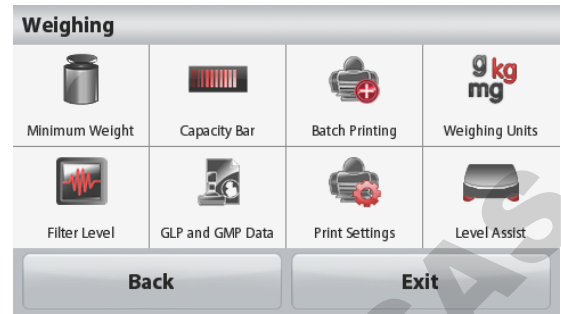 Weighing
g kg
mg
Minimum Weight
Capacity Bar
Batch Printing
Weighing Units
Filter Level
GLP and GMP Data
Print Settings
Level Assist
Back
Exit